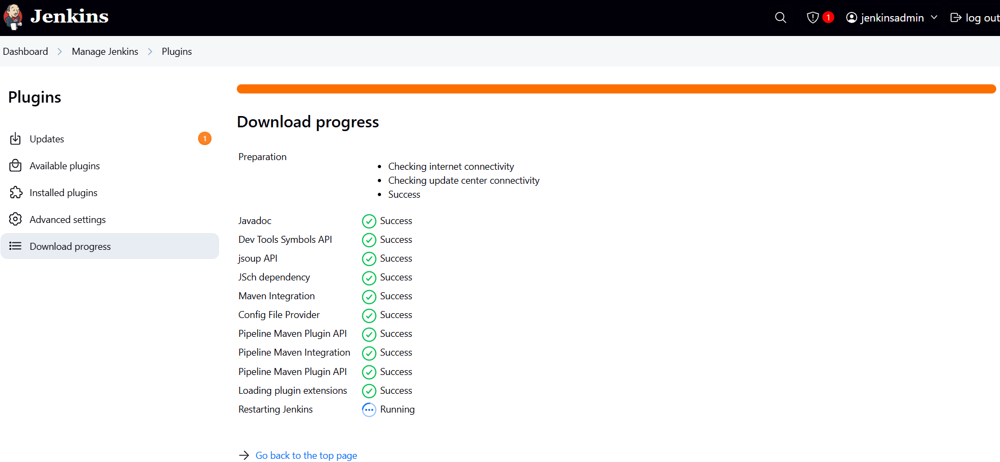 Jenkins
1
jenkinsadmin
log out
Dashboard
Manage Jenkins
Plugins
Plugins
Updates
1
Available plugins
Installed plugins
Advanced settings
Download progress
Download progress
Preparation
Checking internet connectivity
Checking update center connectivity
Success
Javadoc Success
Dev Tools Symbols API Success
jsoup API Success
JSch dependency Success
Maven Integration Success
Config File Provider Success
Pipeline Maven Plugin API Success
Pipeline Maven Integration Success
Pipeline Maven Plugin API Success
Loading plugin extensions Success
Restarting Jenkins Running
Go back to the top page